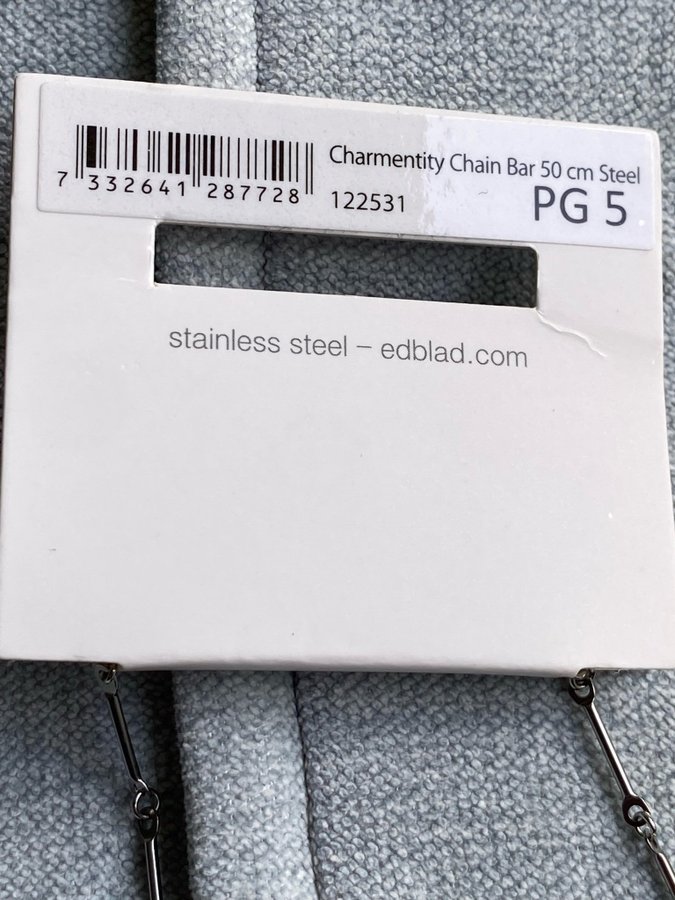 Charmentity Chain Bar 50 cm Steel
7 332641 287728
122531
PG 5
stainless steel – edblad.com